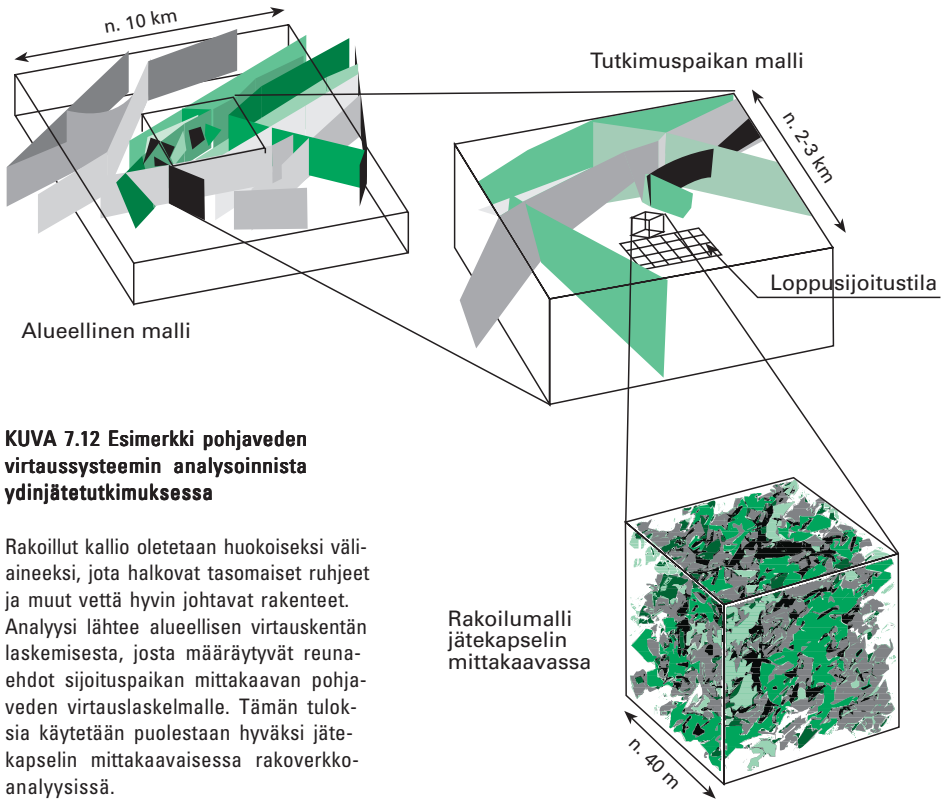 n. 10 km
Tutkimuspaikan malli
n. 2-3 km
Loppusijoitustila
Alueellinen malli
KUVA 7.12 Esimerkki pohjaveden
virtaussysteemin analysoinnista
ydinjätetutkimuksessa
Rakoillut kallio oletetaan huokoiseksi väli-
aineeksi, jota halkovat tasomaiset ruhjeet
ja muut vettä hyvin johtavat rakenteet.
Analyysi lähtee alueellisen virtauskentän
laskemisesta, josta määräytyvät reuna-
ehdot sijoituspaikan mittakaavan pohja-
veden virtauslaskelmalle. Tämän tulok-
sia käytetään puolestaan hyväksi jäte-
kapselin mittakaavaisessa rakoverkko-
analyysissä.
Rakoilumalli
jätekapselin
mittakaavassa
n. 40 m